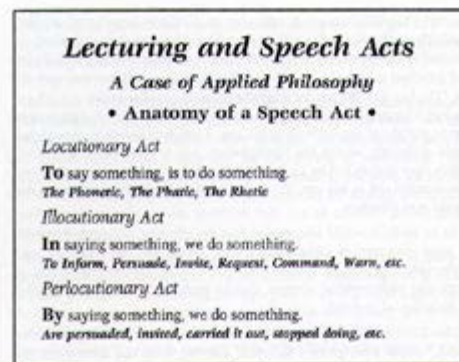 Lecturing and Speech Acts
A Case of Applied Philosophy
• Anatomy of a Speech Act •
Locutionary Act
To say something, is to do something.
The Phonetic, The Phatic, The Rhetic
Illocutionary Act
In saying something, we do something.
To Inform, Persuade, Invite, Request, Command, Warn, etc.
Perlocutionary Act
By saying something, we do something.
Are persuaded, invited, carried it out, stopped doing, etc.